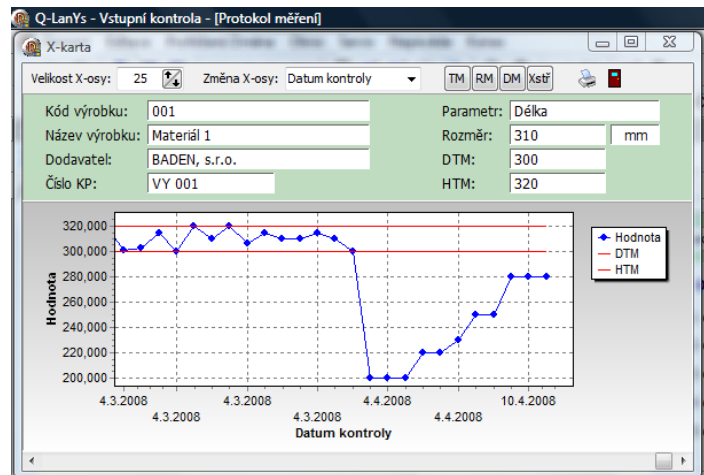 Q-LanYs - Vstupní kontrola - [Protokol měření]
X-karta
Velikost X-osy: 25 Změna X-osy: Datum kontroly TM RM DM Xstř
Kód výrobku: 001 Parametr: Délka
Název výrobku: Materiál 1 Rozměr: 310 mm
Dodavatel: BADEN, s.r.o. DTM: 300
Číslo KP: VY 001 HTM: 320
320,000
300,000
280,000
260,000
240,000
220,000
200,000
Hodnota
Hodnota
DTM
HTM
4.3.2008 4.3.2008 4.4.2008 10.4.2008
4.3.2008 4.3.2008 4.4.2008
Datum kontroly